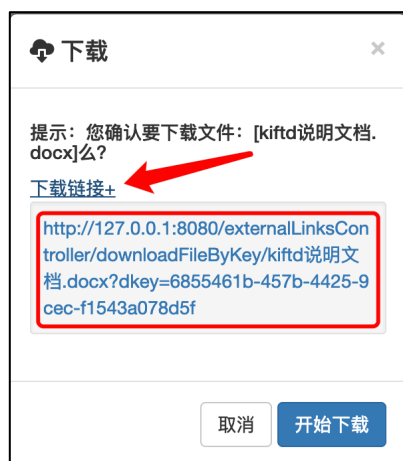 下载
×
提示：您确认要下载文件：[kiftd说明文档.
docx]么？
下载链接+
http://127.0.0.1:8080/externalLinksCon
troller/downloadFileByKey/kiftd说明文
档.docx?dkey=6855461b-457b-4425-9
cec-f1543a078d5f
取消
开始下载